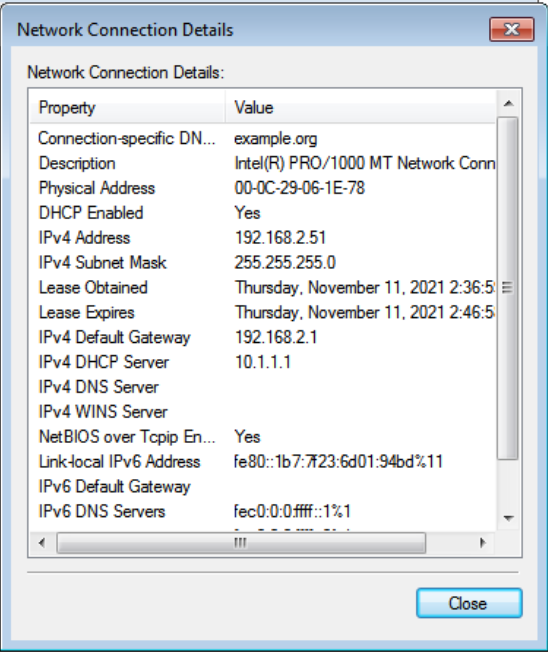 Network Connection Details
Network Connection Details:
Property Value
Connection-specific DN... example.org
Description Intel(R) PRO/1000 MT Network Conn
Physical Address 00-0C-29-06-1E-78
DHCP Enabled Yes
IPv4 Address 192.168.2.51
IPv4 Subnet Mask 255.255.255.0
Lease Obtained Thursday, November 11, 2021 2:36:5
Lease Expires Thursday, November 11, 2021 2:46:5
IPv4 Default Gateway 192.168.2.1
IPv4 DHCP Server 10.1.1.1
IPv4 DNS Server
IPv4 WINS Server
NetBIOS over Tcpip En... Yes
Link-local IPv6 Address fe80::1b7:7f23:6d01:94bd%11
IPv6 Default Gateway
IPv6 DNS Servers fec0:0:0:ffff::1%1
Close